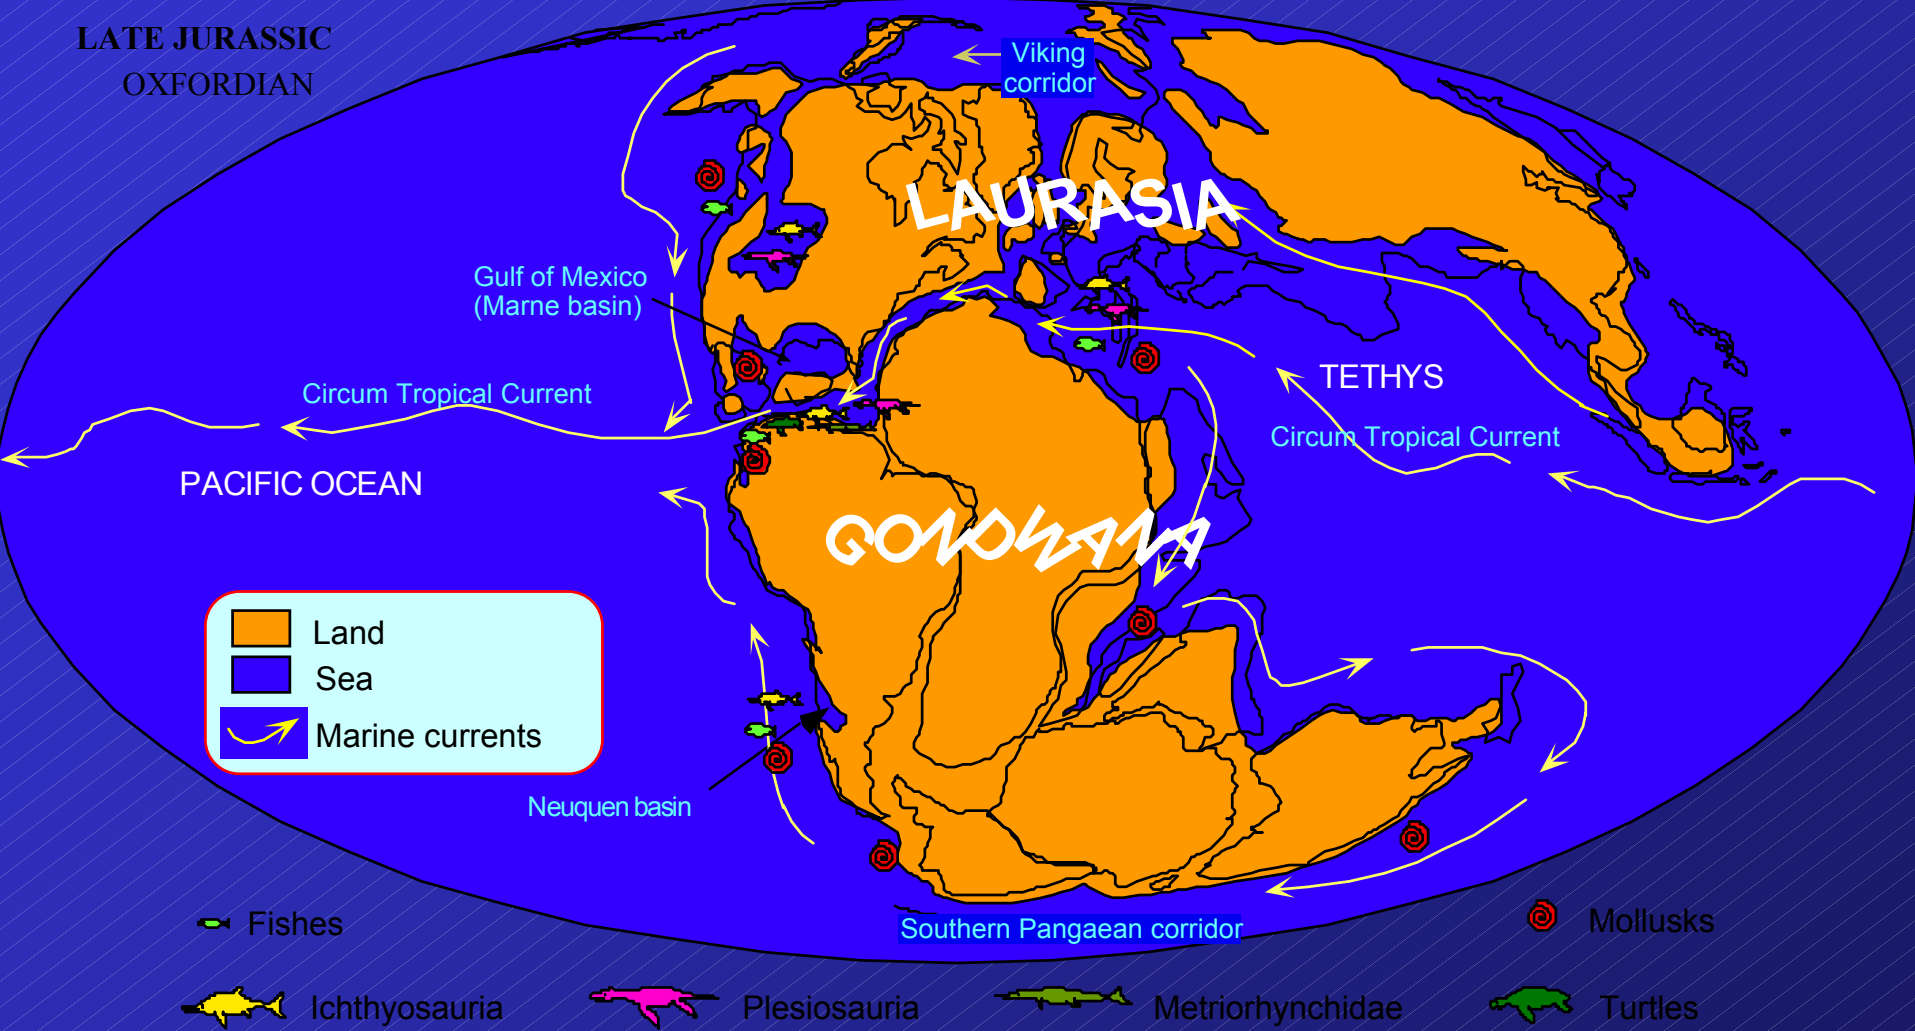 LATE JURASSIC
OXFORDIAN
Viking
corridor
LAURASIA
Gulf of Mexico
(Marne basin)
TETHYS
Circum Tropical Current
Circum Tropical Current
PACIFIC OCEAN
GONDWANA
Land
Sea
Marine currents
Neuquen basin
Southern Pangaean corridor
Fishes
Mollusks
Ichthyosauria
Plesiosauria
Metriorhynchidae
Turtles